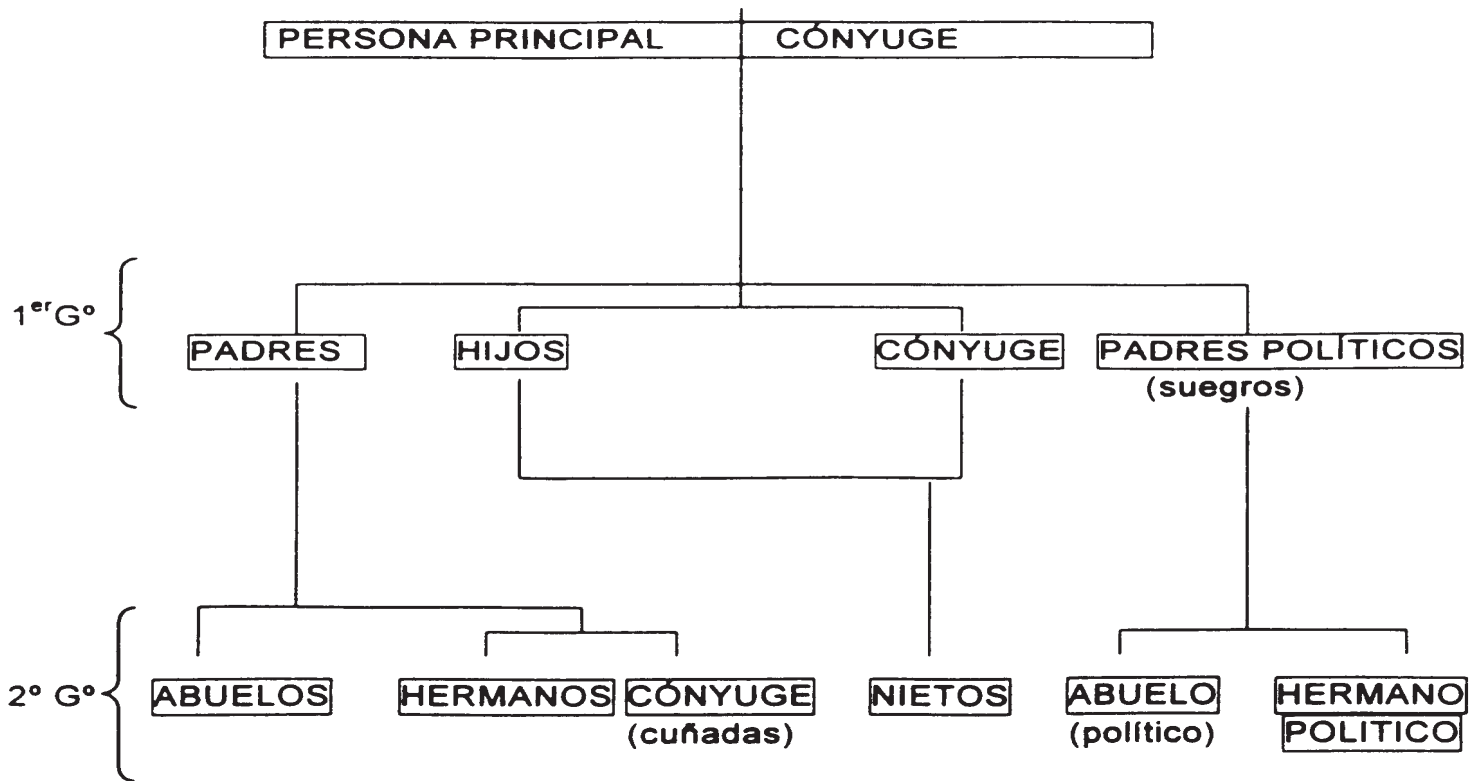 PERSONA PRINCIPAL CÓNYUGE
1er Gº
PADRES HIJOS CÓNYUGE PADRES POLÍTICOS
(suegros)
2º Gº
ABUELOS HERMANOS CÓNYUGE NIETOS ABUELO HERMANO
(cuñadas) (político) POLITICO